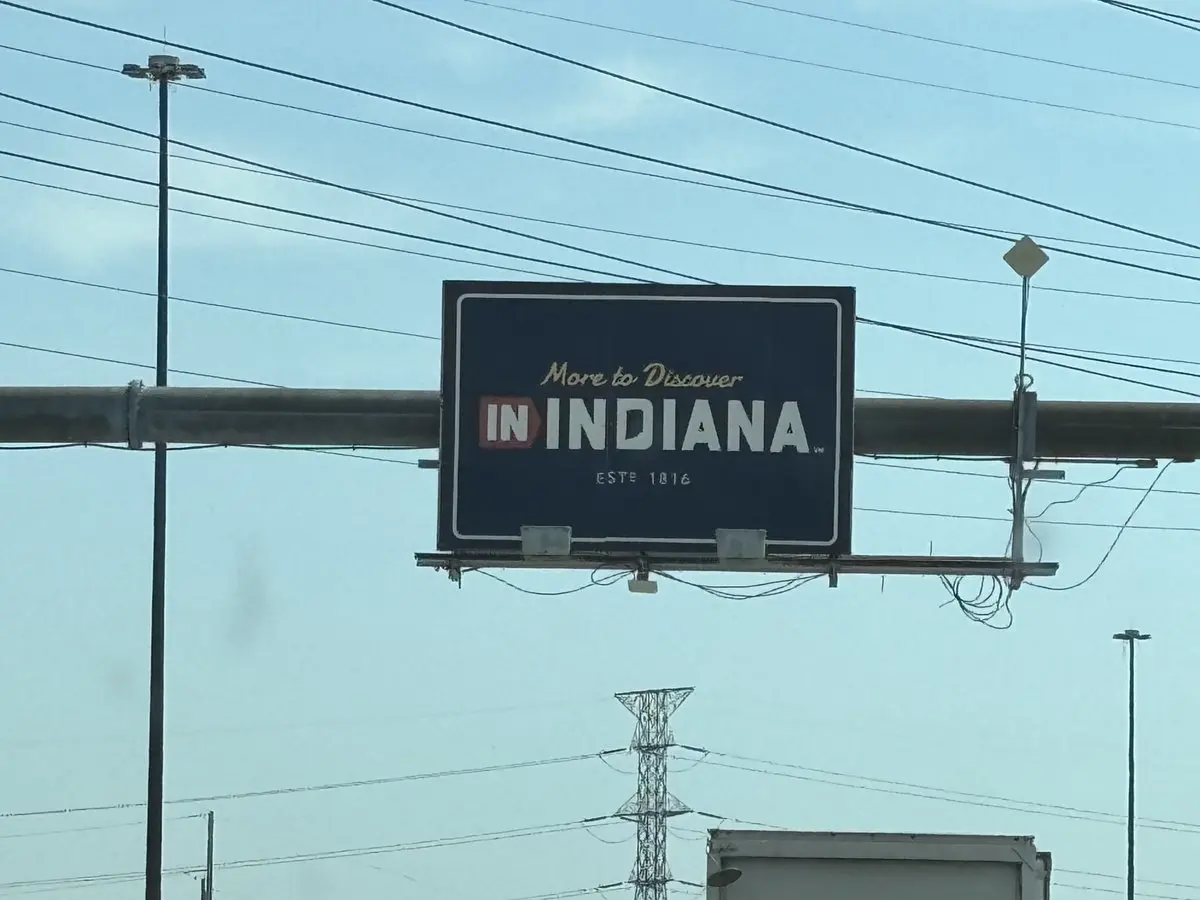 More to Discover
IN INDIANA
ESTD 1816